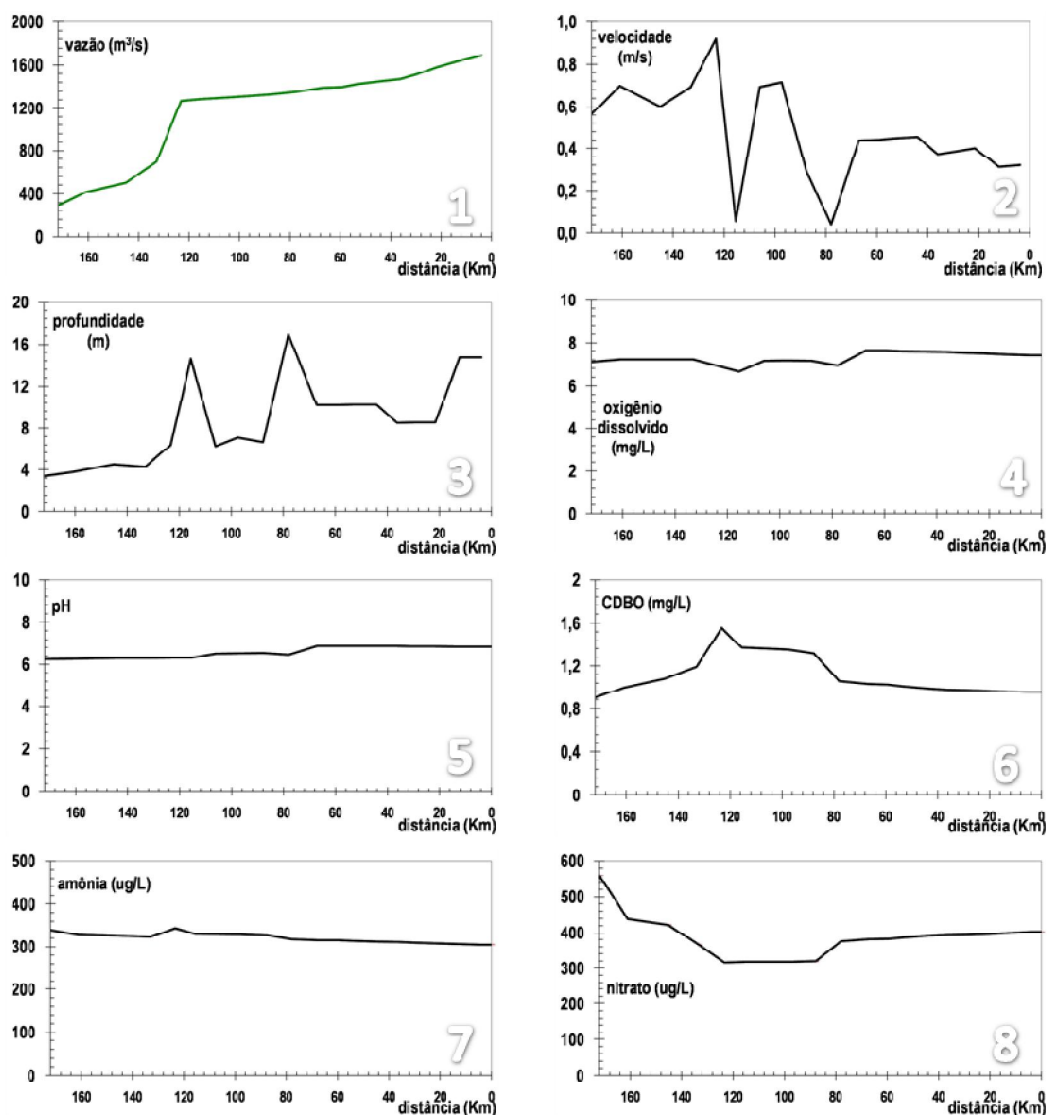 2000
1600
1200
800
400
0
vazão (m³/s)
160 140 120 100 80 60 40 20 0
distância (Km)
1
1,0
0,8
0,6
0,4
0,2
0,0
velocidade
(m/s)
160 140 120 100 80 60 40 20 0
distância (Km)
2
20
16
12
8
4
0
profundidade
(m)
160 140 120 100 80 60 40 20 0
distância (Km)
3
10
8
6
4
2
0
oxigênio
dissolvido
(mg/L)
160 140 120 100 80 60 40 20 0
distância (Km)
4
10
8
6
4
2
0
pH
160 140 120 100 80 60 40 20 0
distância (Km)
5
2
1,6
1,2
0,8
0,4
0
CDBO (mg/L)
160 140 120 100 80 60 40 20 0
distância (Km)
6
500
400
300
200
100
0
amônia (ug/L)
160 140 120 100 80 60 40 20 0
distância (Km)
7
600
500
400
300
200
100
0
nitrato (ug/L)
160 140 120 100 80 60 40 20 0
distância (Km)
8